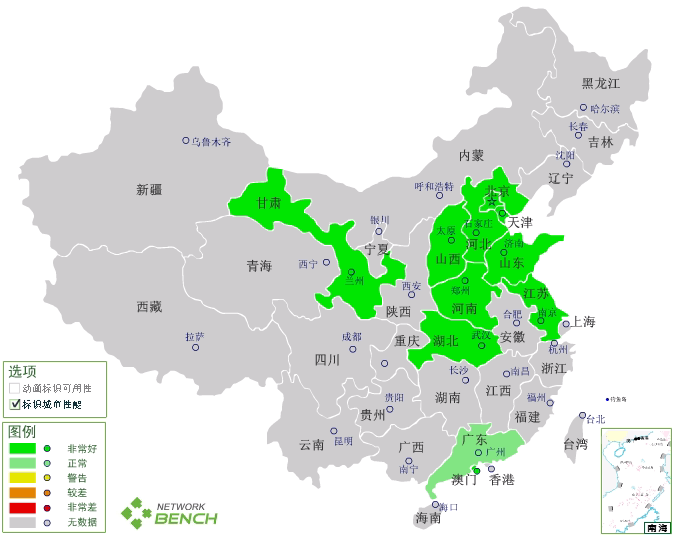 黑龙江
哈尔滨
长春
吉林
沈阳
辽宁
内蒙
乌鲁木齐
新疆
呼和浩特
北京
甘肃
银川
石家庄
天津
太原
宁夏
河北
济南
山西
山东
西宁
青海
兰州
西安
郑州
江苏
西藏
陕西
河南
合肥
南京
上海
拉萨
成都
重庆
湖北
武汉
安徽
杭州
四川
长沙
南昌
浙江
贵阳
湖南
江西
福州
钓鱼岛
贵州
福建
台北
云南
昆明
广西
广东
广州
台湾
南宁
澳门
香港
海口
海南
选项
动画标识可用性
标识城市性能
图例
非常好
正常
警告
较差
非常差
无数据
NETWORK
BENCH
南海